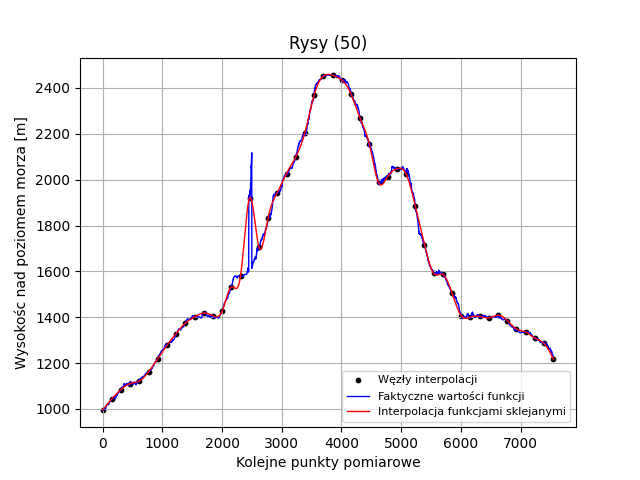 Rysy (50)
Wysokośc nad poziomem morza [m]
2400
2200
2000
1800
1600
1400
1200
1000
0 1000 2000 3000 4000 5000 6000 7000
Kolejne punkty pomiarowe
Węzły interpolacji
Faktyczne wartości funkcji
Interpolacja funkcjami sklejanymi